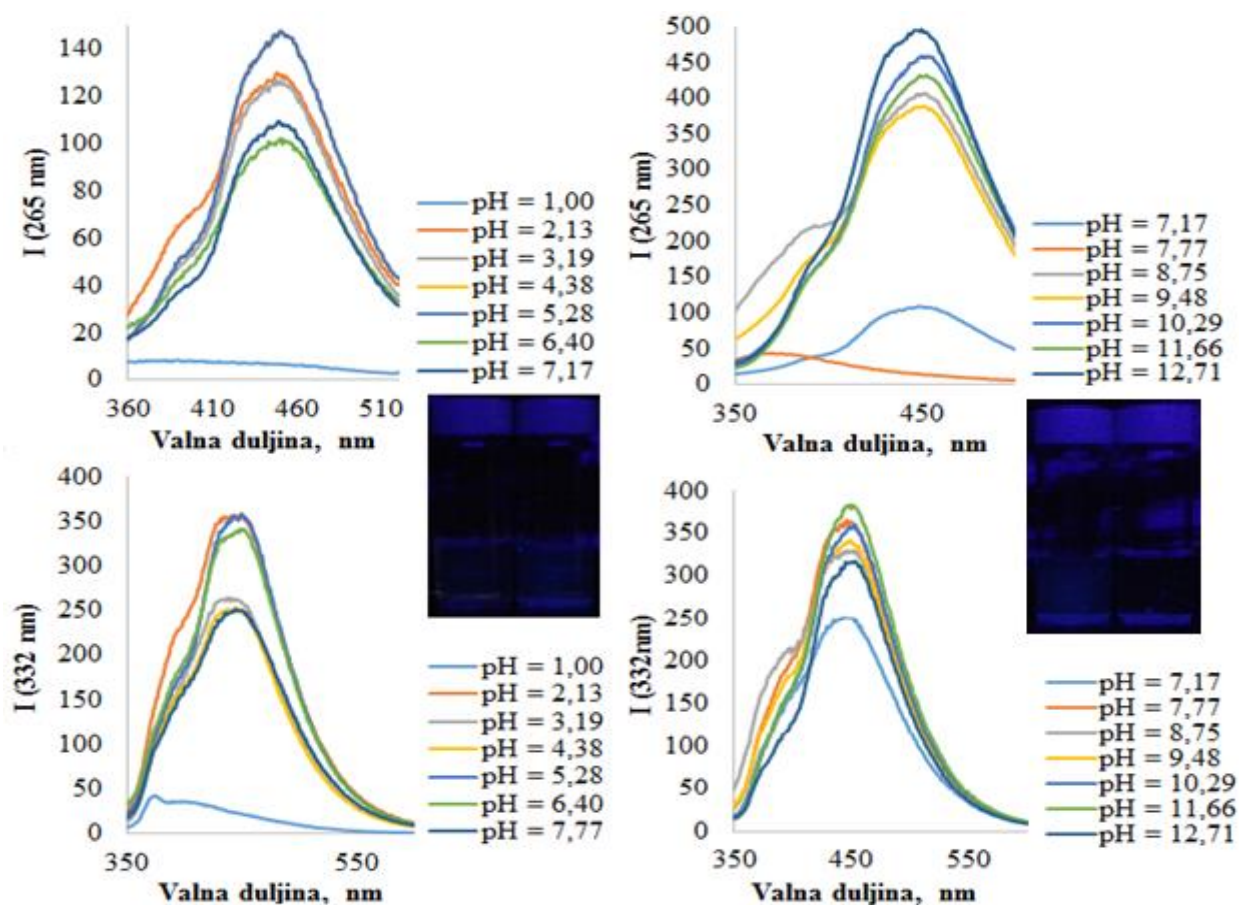 140
120
100
80
60
40
20
0
I (265 nm)
360 410 460 510
Valna duljina, nm
pH = 1,00
pH = 2,13
pH = 3,19
pH = 4,38
pH = 5,28
pH = 6,40
pH = 7,17
500
450
400
350
300
250
200
150
100
50
0
I (265 nm)
350 450
Valna duljina, nm
pH = 7,17
pH = 7,77
pH = 8,75
pH = 9,48
pH = 10,29
pH = 11,66
pH = 12,71
400
350
300
250
200
150
100
50
0
I (332 nm)
350 550
Valna duljina, nm
pH = 1,00
pH = 2,13
pH = 3,19
pH = 4,38
pH = 5,28
pH = 6,40
pH = 7,77
400
350
300
250
200
150
100
50
0
I (332nm)
350 450 550
Valna duljina, nm
pH = 7,17
pH = 7,77
pH = 8,75
pH = 9,48
pH = 10,29
pH = 11,66
pH = 12,71